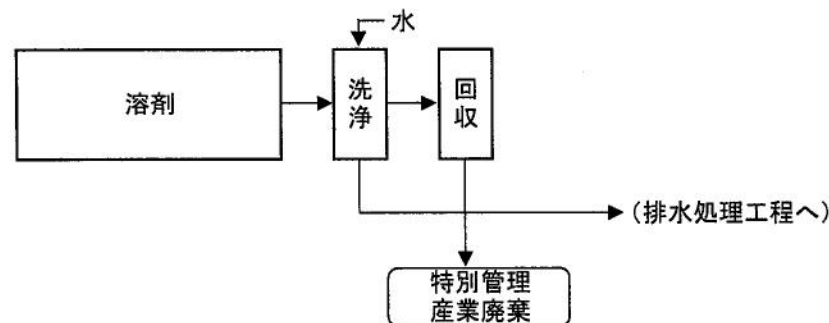 水
溶剤
洗浄
回収
(排水処理工程へ)
特別管理
産業廃棄